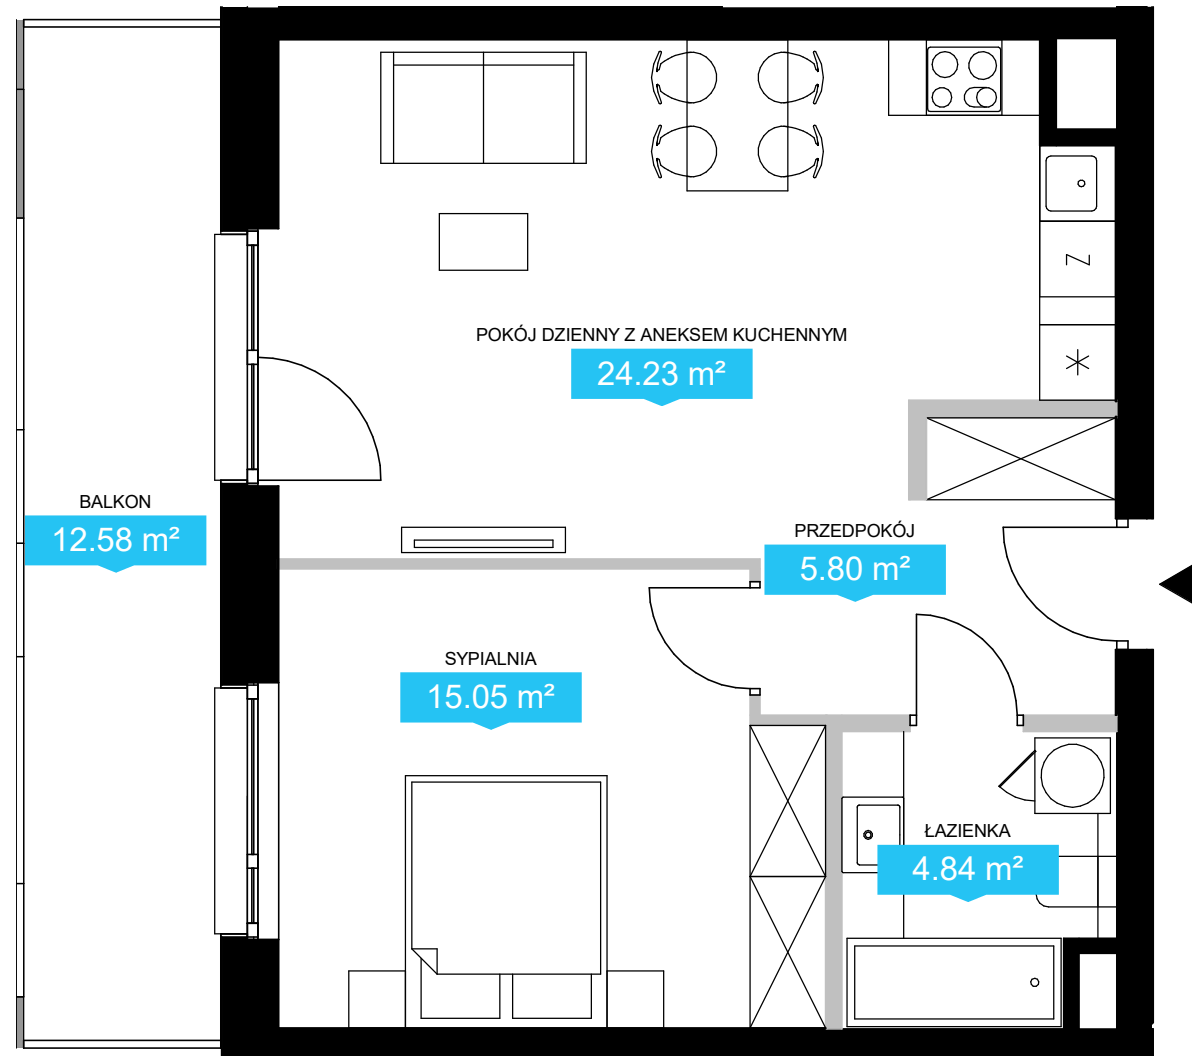 POKÓJ DZIENNY Z ANEKSEM KUCHENNYM
24.23 m²
Z
BALKON
12.58 m²
PRZEDPOKÓJ
5.80 m²
SYPIALNIA
15.05 m²
ŁAZIENKA
4.84 m²